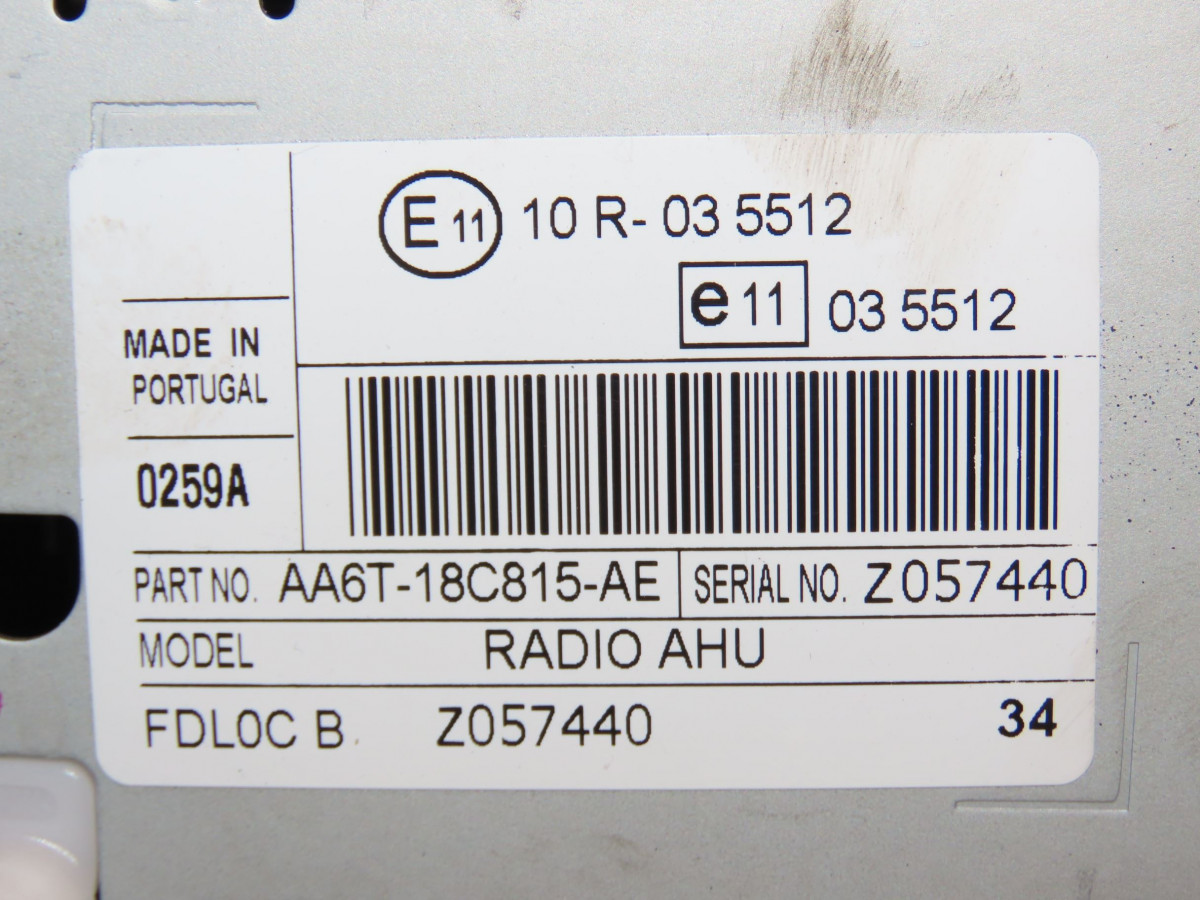 E 11 10 R- 03 5512
e 11 03 5512
MADE IN
PORTUGAL
0259A
PART NO. AA6T-18C815-AE SERIAL NO. Z057440
MODEL RADIO AHU
FDLOC B Z057440 34